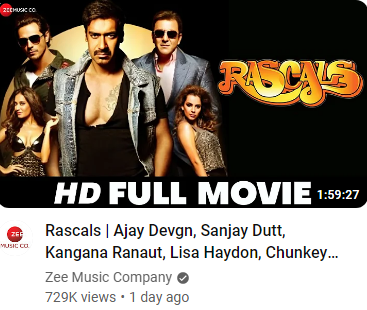 ZEE MUSIC CO.
RASCALS
HD FULL MOVIE
1:59:27
ZEE
MUSIC CO.
Rascals | Ajay Devgn, Sanjay Dutt,
Kangana Ranaut, Lisa Haydon, Chunkey...
Zee Music Company
729K views • 1 day ago